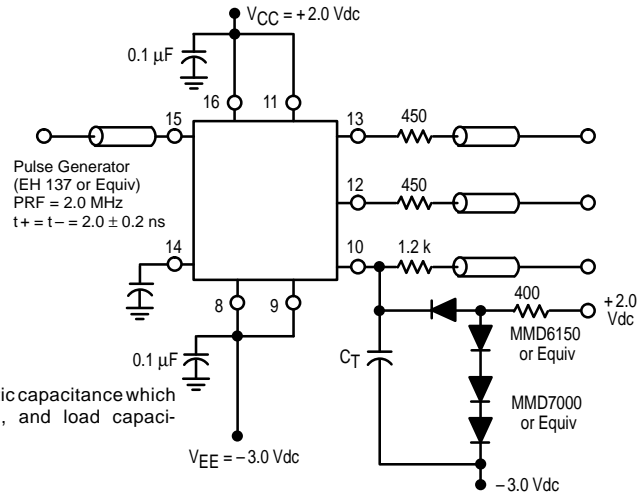 VCC = +2.0 Vdc
0.1 µF
16
11
15
13
450
Pulse Generator
(EH 137 or Equiv)
PRF = 2.0 MHz
t+ = t– = 2.0 ± 0.2 ns
12
450
14
10
1.2 k
8
9
400
+2.0
Vdc
MMD6150
or Equiv
0.1 µF
CT
MMD7000
or Equiv
ic capacitance which
, and load capaci-
VEE = –3.0 Vdc
–3.0 Vdc